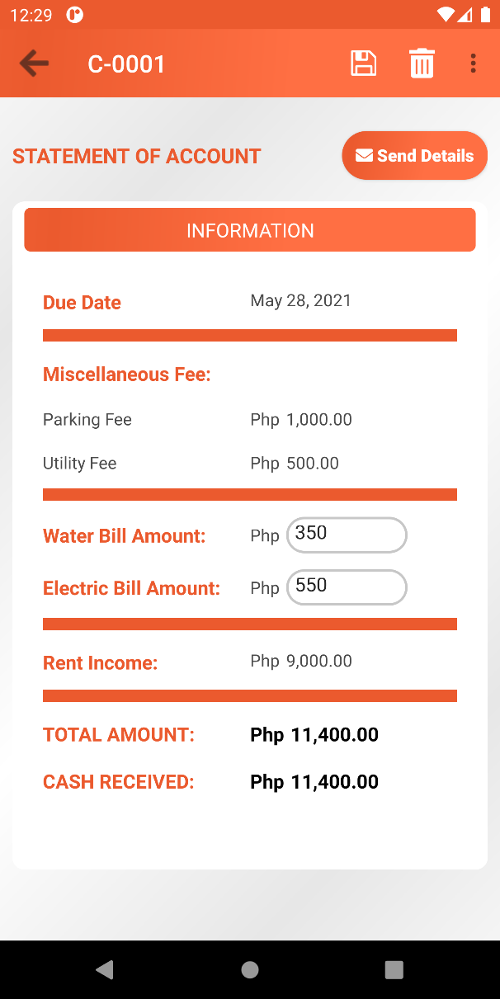 12:29
C-0001
STATEMENT OF ACCOUNT
Send Details
INFORMATION
Due Date May 28, 2021
Miscellaneous Fee:
Parking Fee Php 1,000.00
Utility Fee Php 500.00
Water Bill Amount: Php 350
Electric Bill Amount: Php 550
Rent Income: Php 9,000.00
TOTAL AMOUNT: Php 11,400.00
CASH RECEIVED: Php 11,400.00